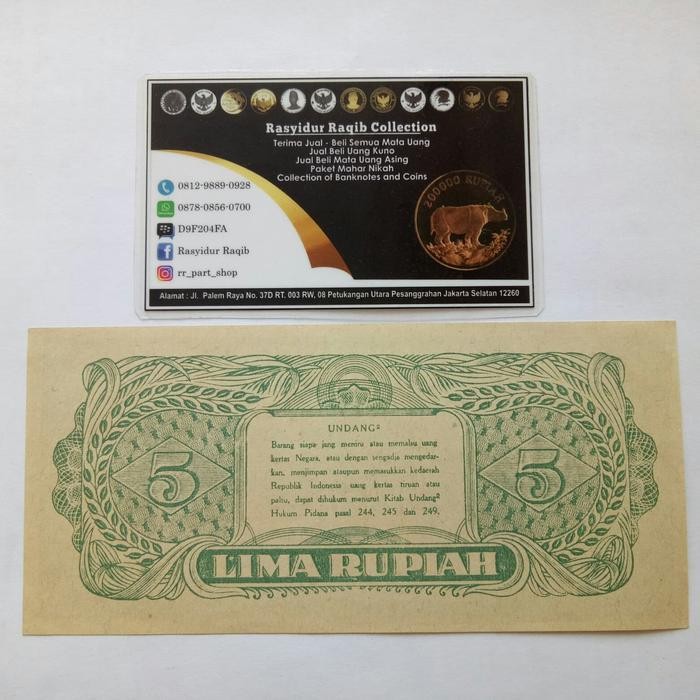 Rasyidur Raqib Collection
Terima Jual - Beli Semua Mata Uang
Jual Beli Uang Kuno
Jual Beli Mata Uang Asing
Paket Mahar Nikah
Collection of Banknotes and Coins
200000 RUPIAH
0812-9889-0928
0878-0856-0700
D9F204FA
Rasyidur Raqib
rr_part_shop
Alamat : Jl. Palem Raya No. 37D RT. 003 RW, 08 Petukangan Utara Pesanggrahan Jakarta Selatan 12260
UNDANG²
Barang siapa jang meniru atau memalsu uang
kertas Negara, atau dengan sengadja mengedar-
kan, menjimpan ataupun memasukkan kedaerah
Republik Indonesia uang kertas tiruan atau
palsu, dapat dihukum menurut Kitab Undang²
Hukum Pidana pasal 244, 245 dan 249.
5
5
LIMA RUPIAH